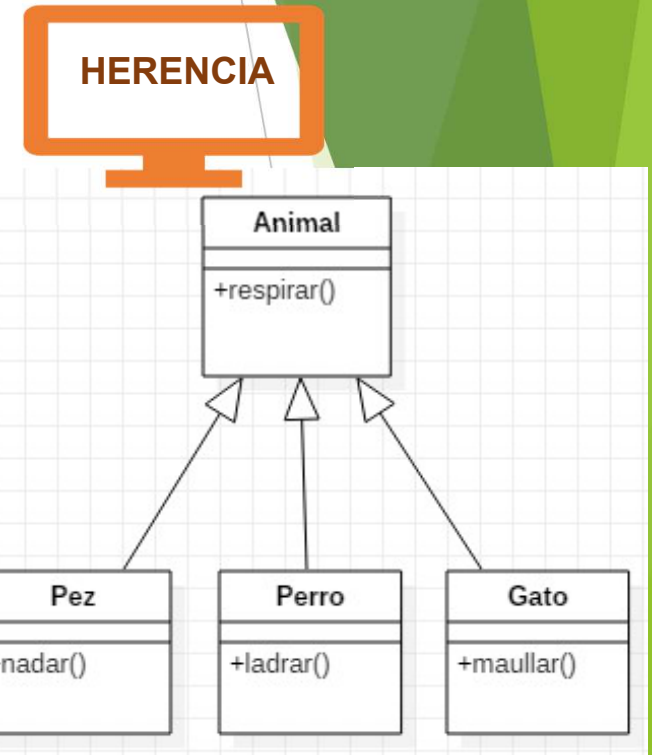 HERENCIA
Animal
+respirar()
Pez
nadar()
Perro
+ladrar()
Gato
+maullar()